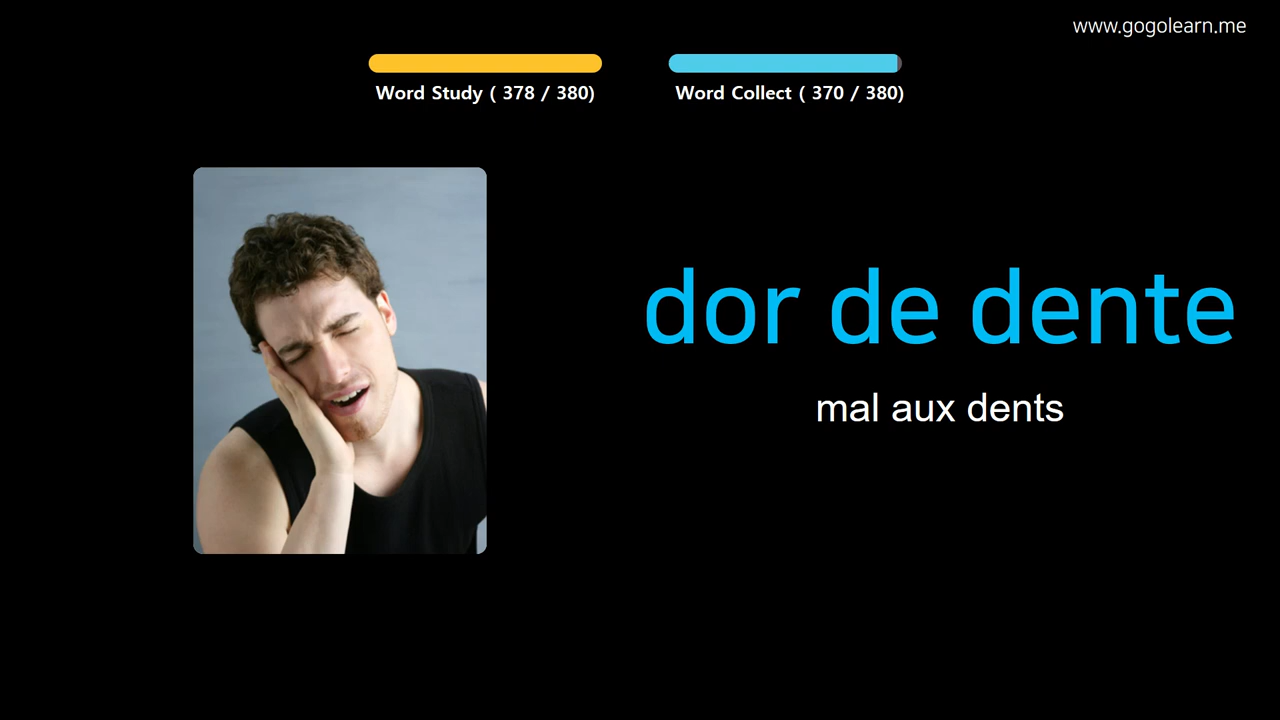 www.gogolearn.me
Word Study ( 378 / 380)
Word Collect ( 370 / 380)
dor de dente
mal aux dents